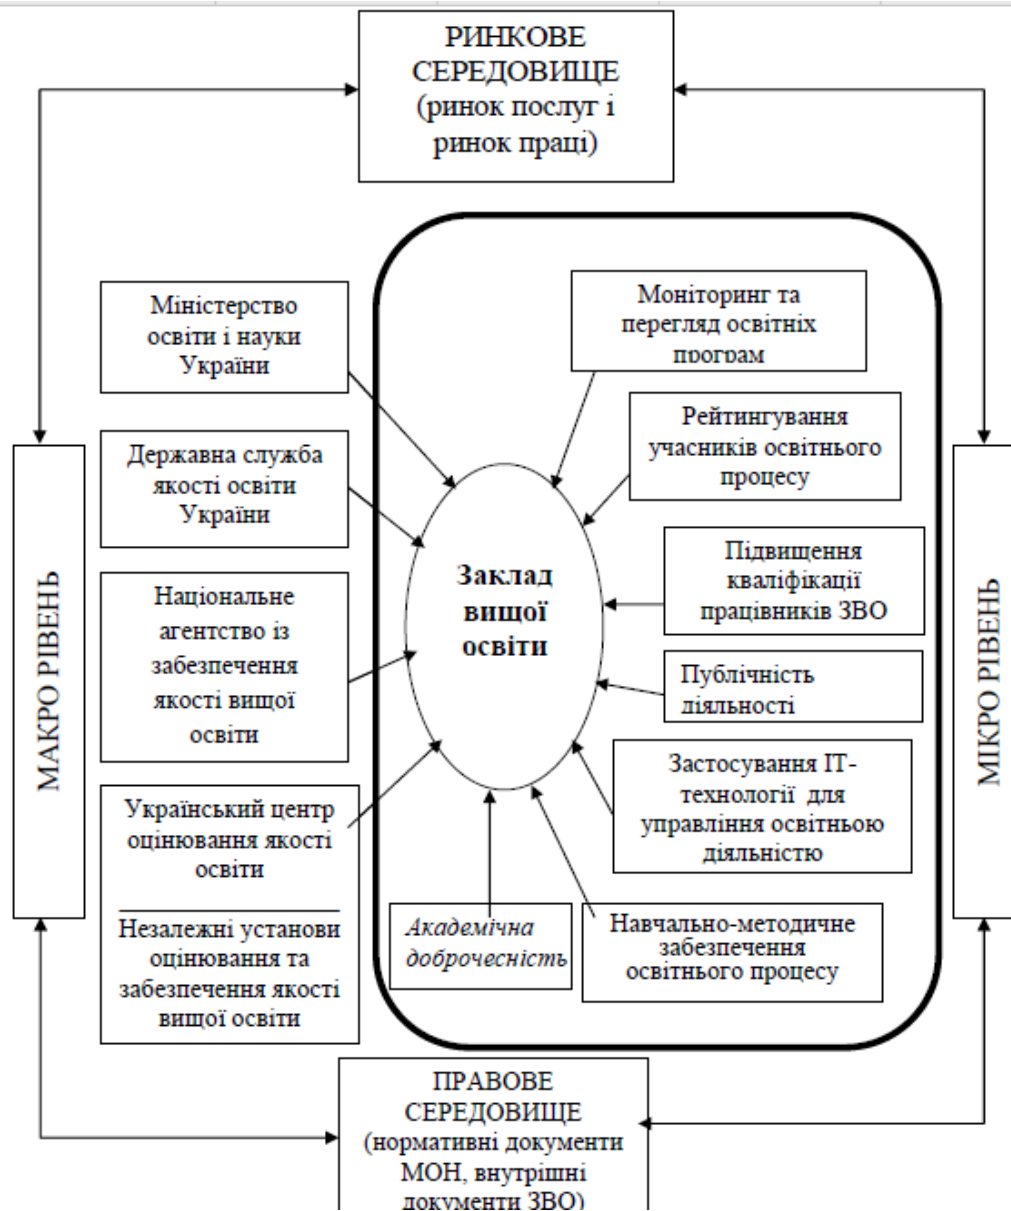 РИНКОВЕ
СЕРЕДОВИЩЕ
(ринок послуг і
ринок праці)
МАКРО РІВЕНЬ
Міністерство
освіти і науки
України
Державна служба
якості освіти
України
Національне
агентство із
забезпечення
якості вищої
освіти
Український центр
оцінювання якості
освіти
Незалежні установи
оцінювання та
забезпечення якості
вищої освіти
Заклад
вищої
освіти
Моніторинг та
перегляд освітніх
програм
Рейтингування
учасників освітнього
процесу
Підвищення
кваліфікації
працівників ЗВО
Публічність
діяльності
Застосування ІТ-
технології для
управління освітньою
діяльністю
Навчально-методичне
забезпечення
освітнього процесу
Академічна
доброчесність
МІКРО РІВЕНЬ
ПРАВОВЕ
СЕРЕДОВИЩЕ
(нормативні документи
МОН, внутрішні
документи ЗВО)